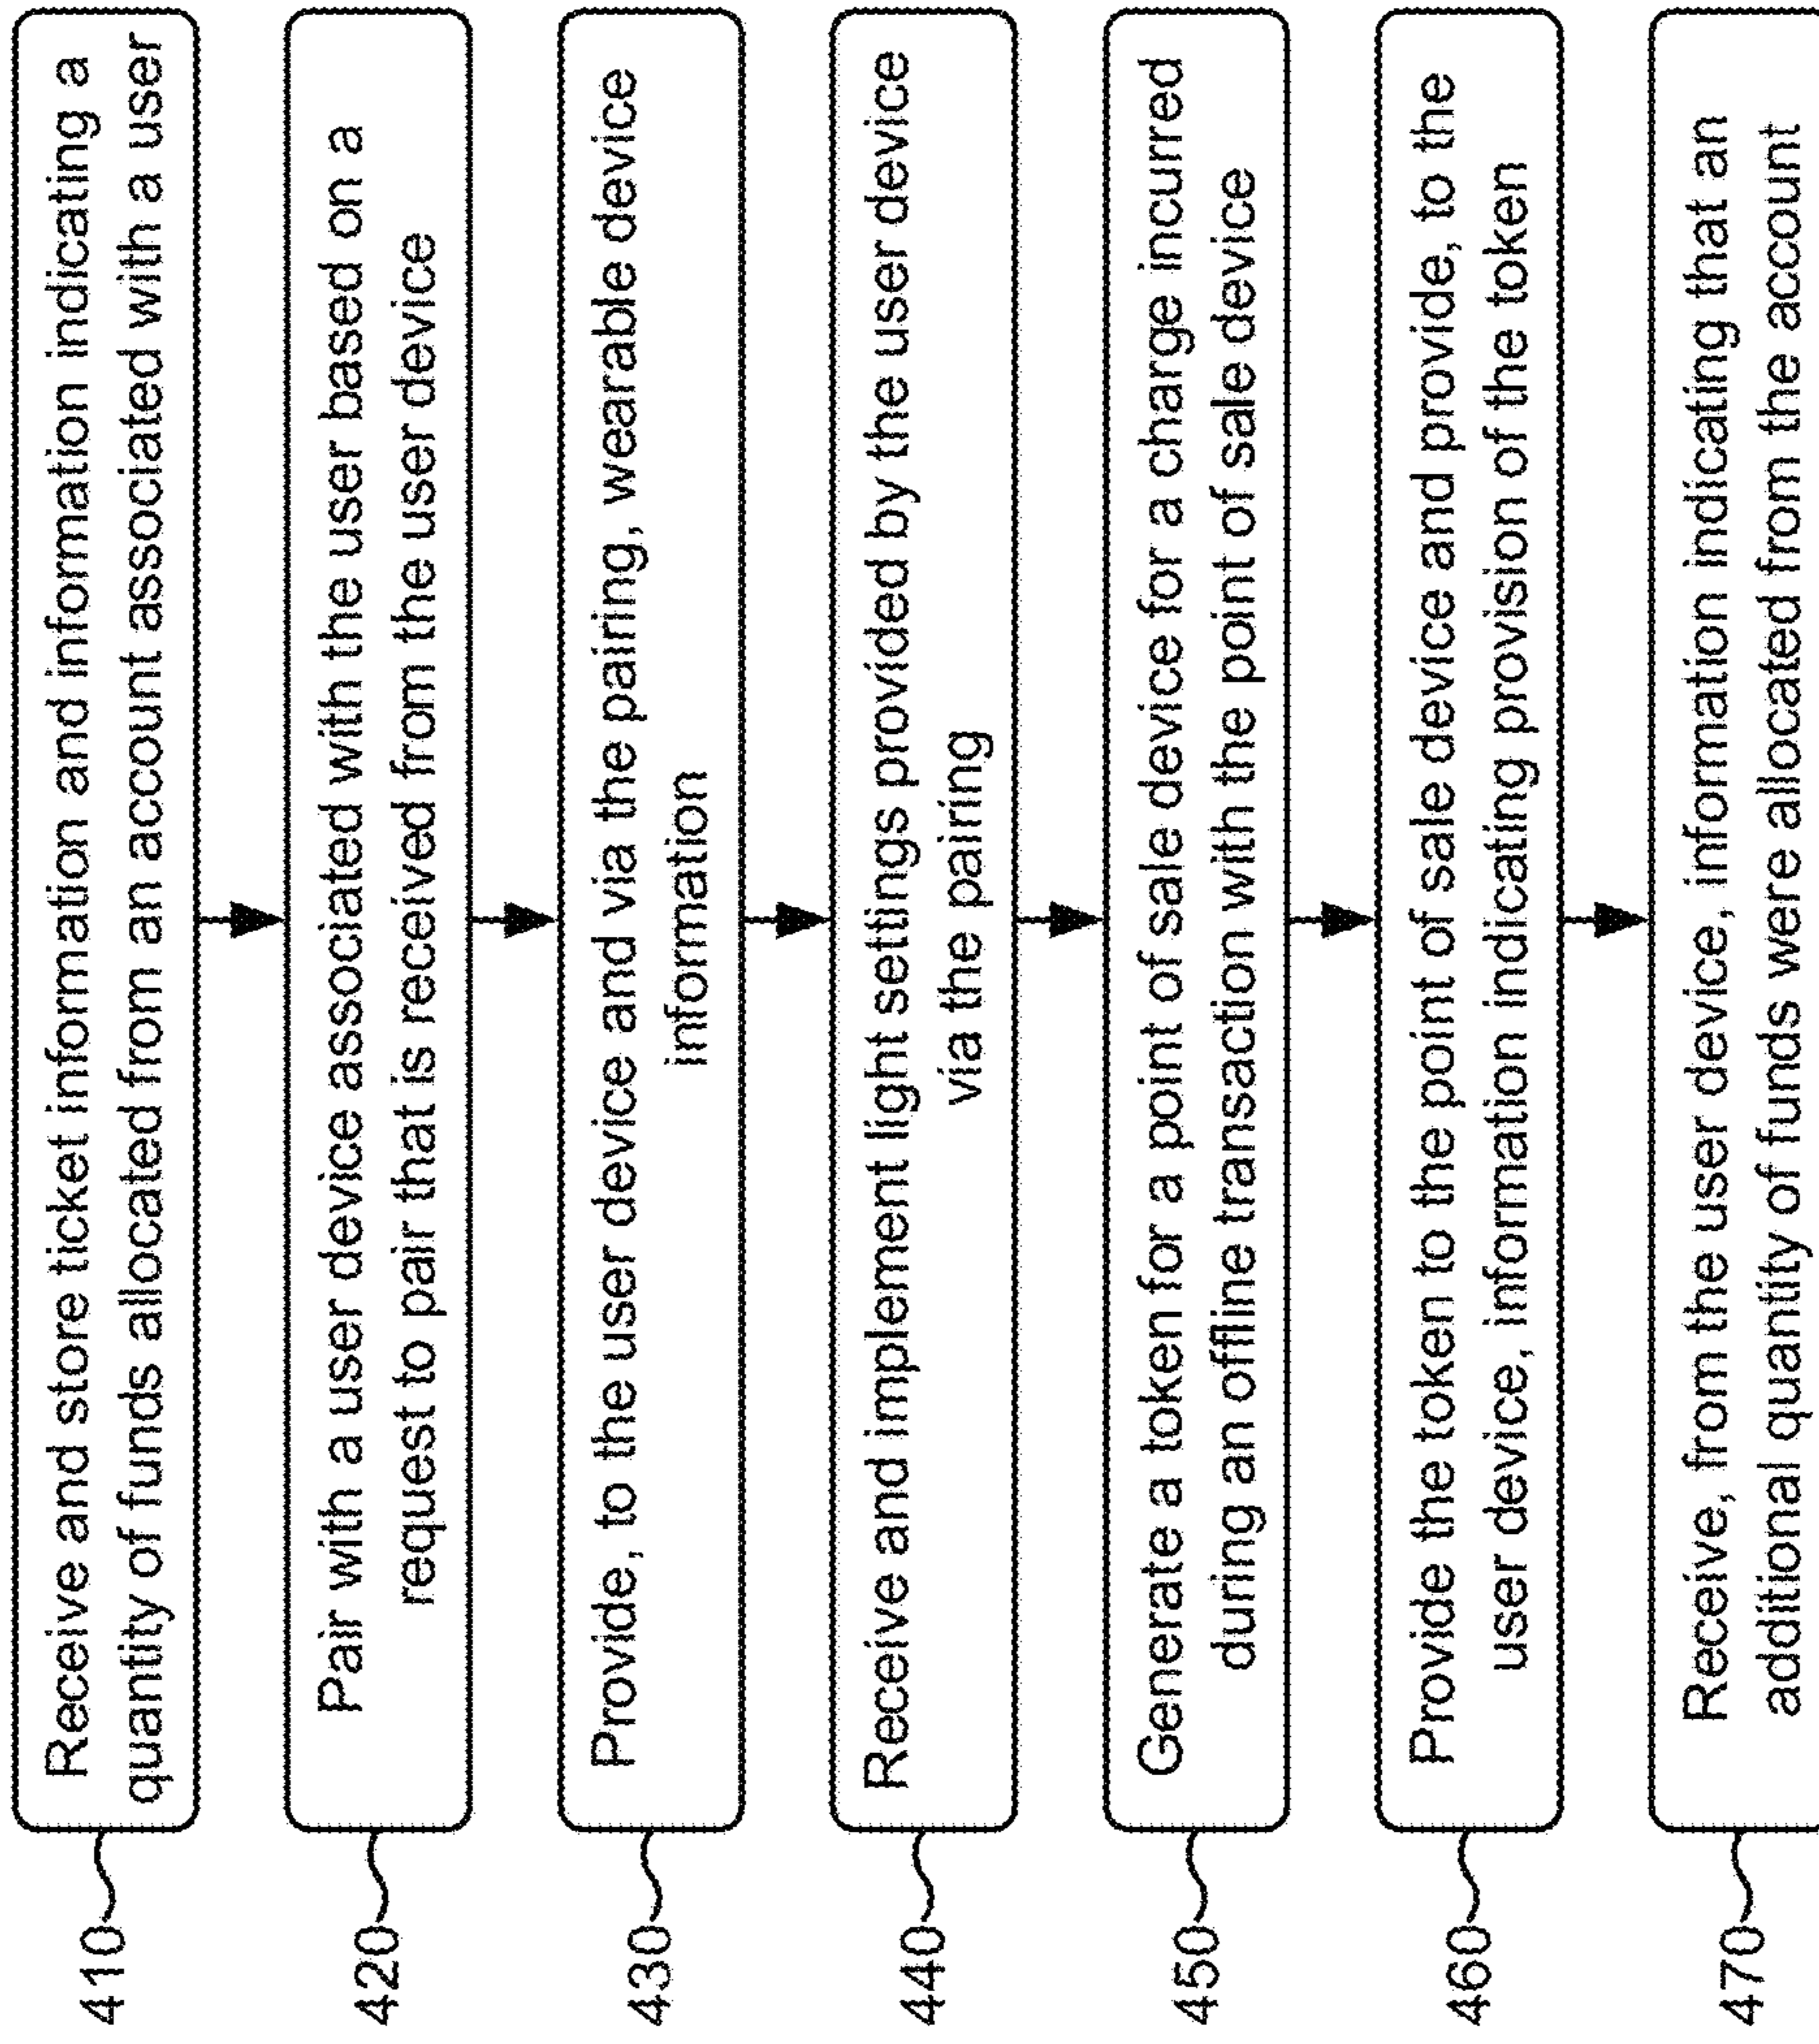 410
Receive and store ticket information and information indicating a
quantity of funds allocated from an account associated with a user
420
Pair with a user device associated with the user based on a
request to pair that is received from the user device
430
Provide, to the user device and via the pairing, wearable device
information
440
Receive and implement light settings provided by the user device
via the pairing
450
Generate a token for a point of sale device for a charge incurred
during an offline transaction with the point of sale device
460
Provide the token to the point of sale device and provide, to the
user device, information indicating provision of the token
470
Receive, from the user device, information indicating that an
additional quantity of funds were allocated from the account